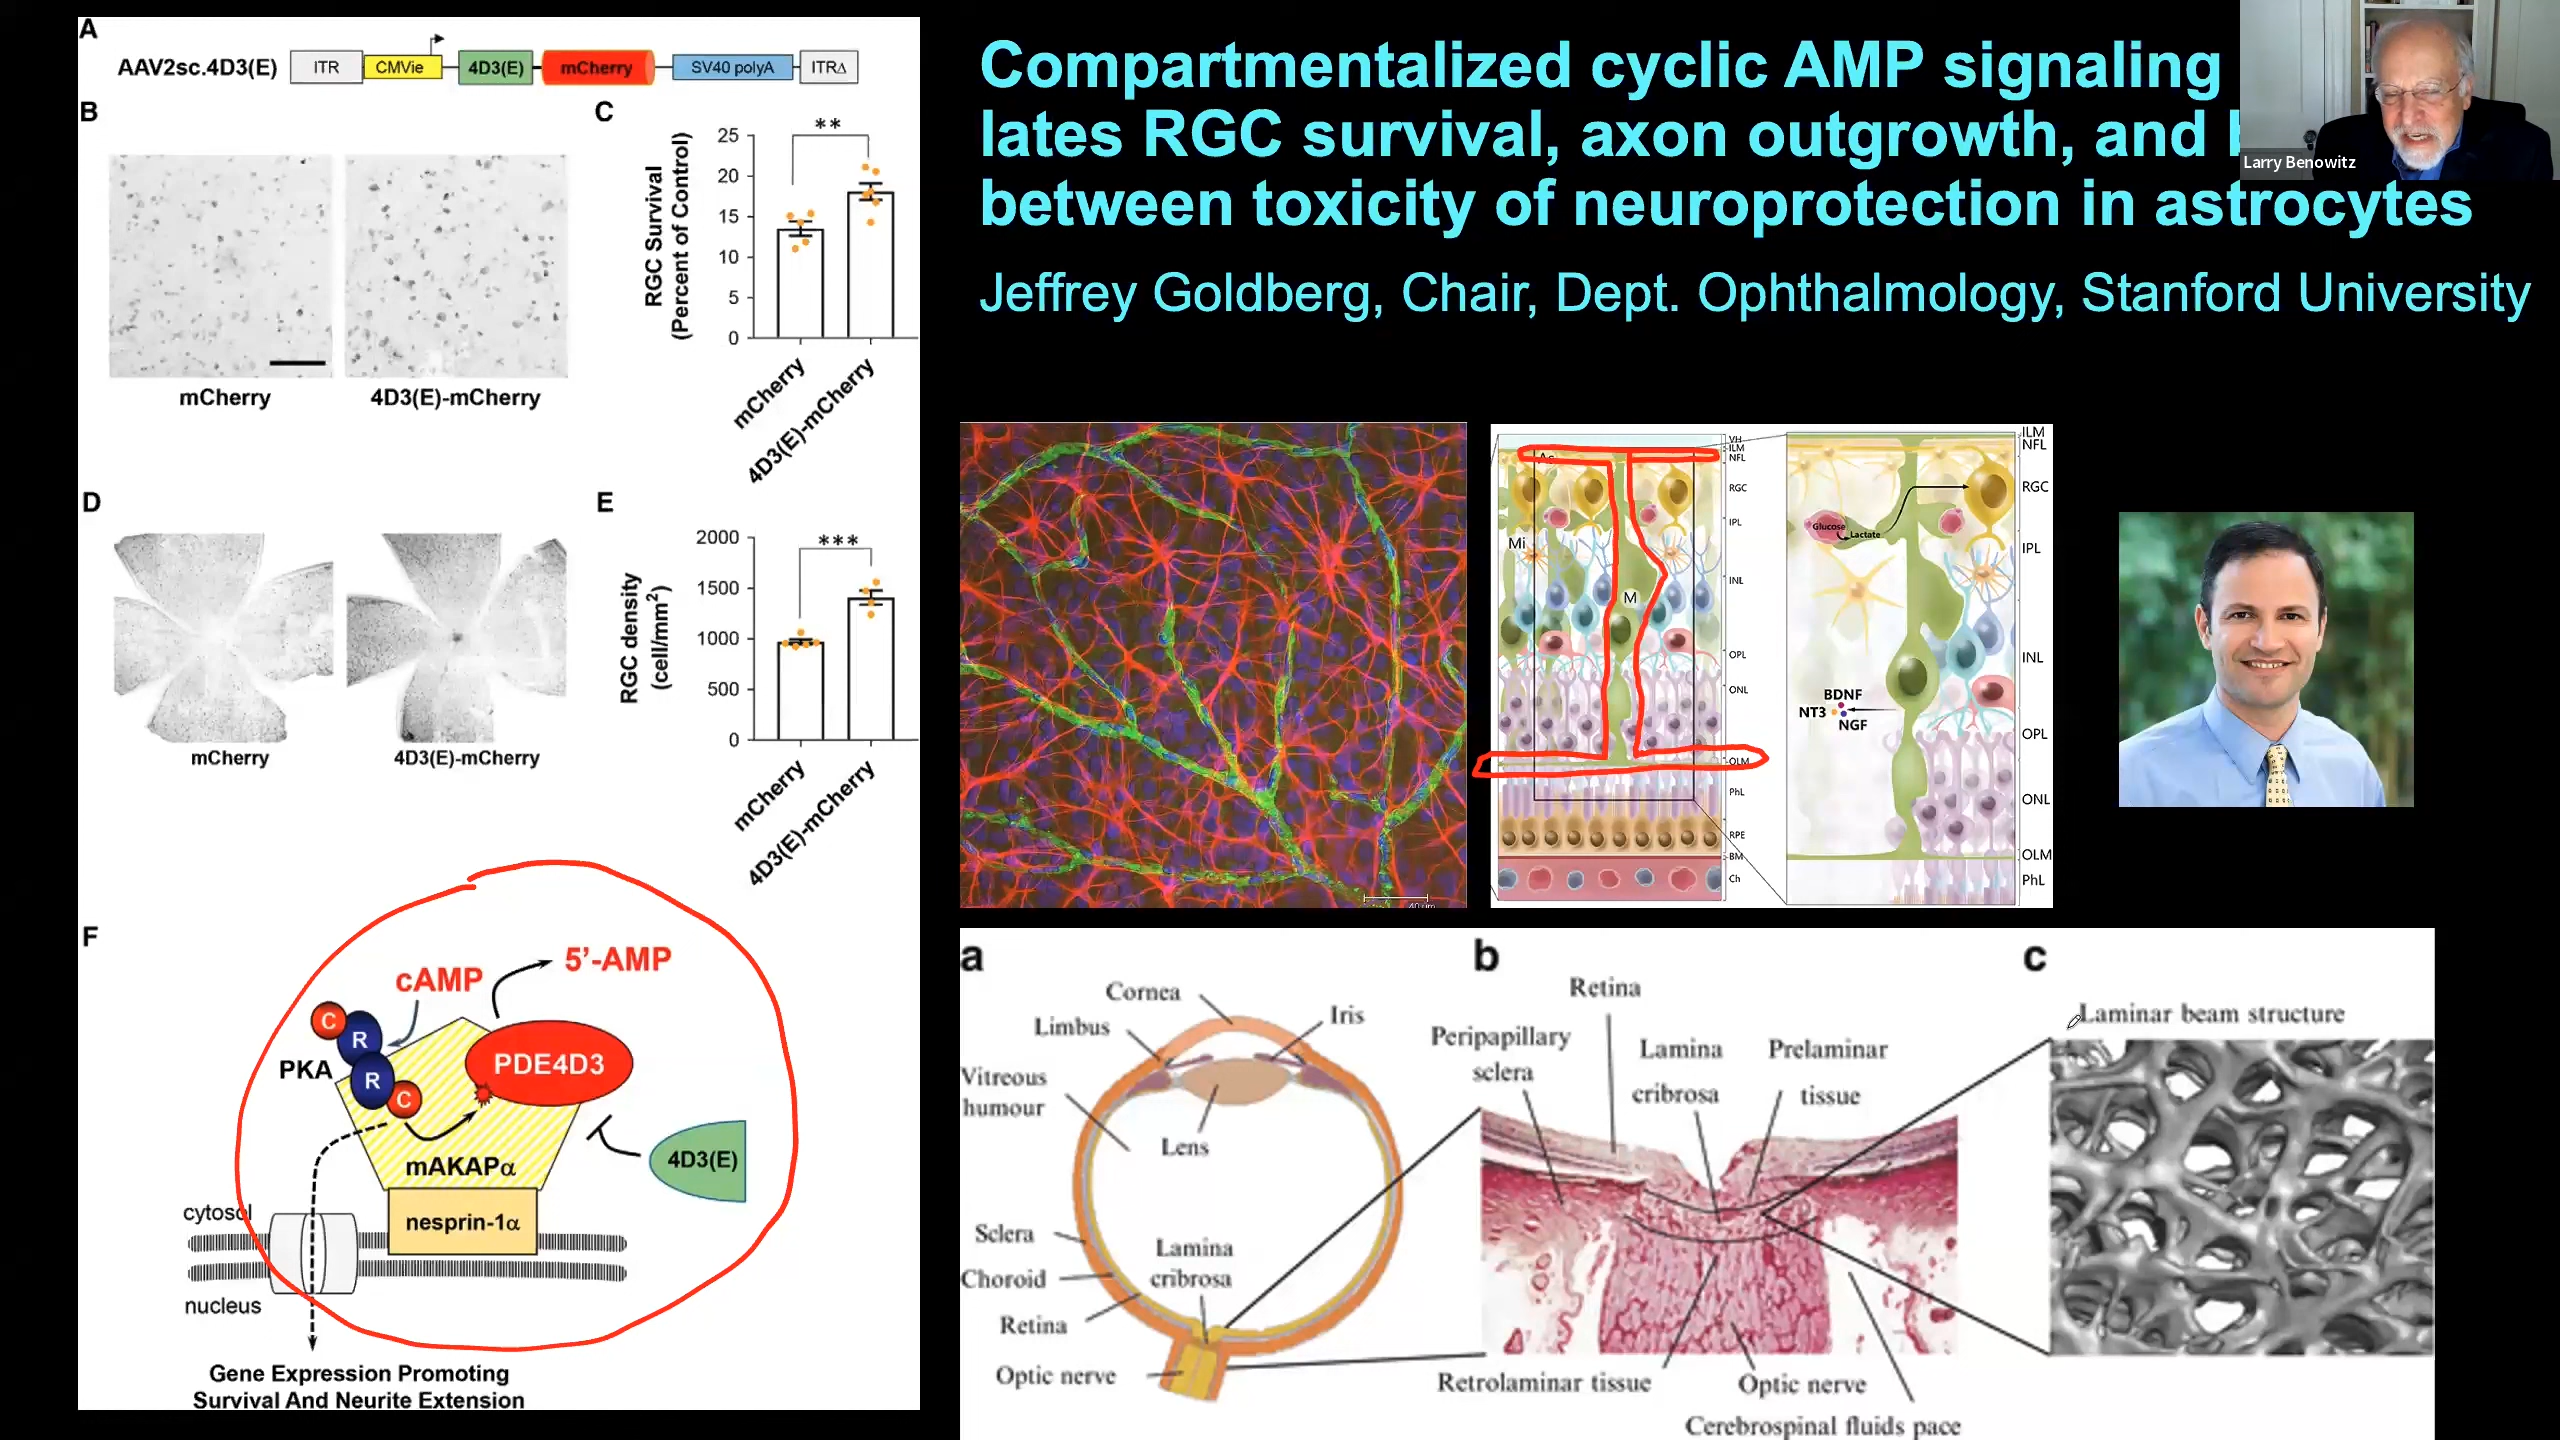 Compartmentalized cyclic AMP signaling
lates RGC survival, axon outgrowth, and
between toxicity of neuroprotection in astrocytes
Jeffrey Goldberg, Chair, Dept. Ophthalmology, Stanford University
Larry Benowitz
A
AAV2sc.4D3(E)
ITR
CMVie
4D3(E)
mCherry
SV40 polyA
ITRΔ
B
mCherry
4D3(E)-mCherry
C
RGC Survival
(Percent of Control)
25
20
15
10
5
0
**
mCherry
4D3(E)-mCherry
D
mCherry
4D3(E)-mCherry
E
RGC density
(cell/mm²)
2000
1500
1000
500
0
***
mCherry
4D3(E)-mCherry
F
cAMP
5’-AMP
C
R
PKA
R
C
PDE4D3
mAKAPα
4D3(E)
nesprin-1α
cytosol
nucleus
Gene Expression Promoting
Survival And Neurite Extension
40 µm
VH
ILM
NFL
RGC
IPL
INL
OPL
ONL
OLM
PhL
RPE
BM
Ch
Mi
M
Glucose
Lactate
BDNF
NT3
NGF
ILM
NFL
RGC
IPL
INL
OPL
ONL
OLM
PhL
a
Cornea
Limbus
Iris
Vitreous
humour
Lens
Sclera
Lamina
cribrosa
Choroid
Retina
Optic nerve
b
Retina
Peripapillary
sclera
Lamina
cribrosa
Prelaminar
tissue
Retrolaminar tissue
Optic nerve
Cerebrospinal fluids pace
c
Laminar beam structure